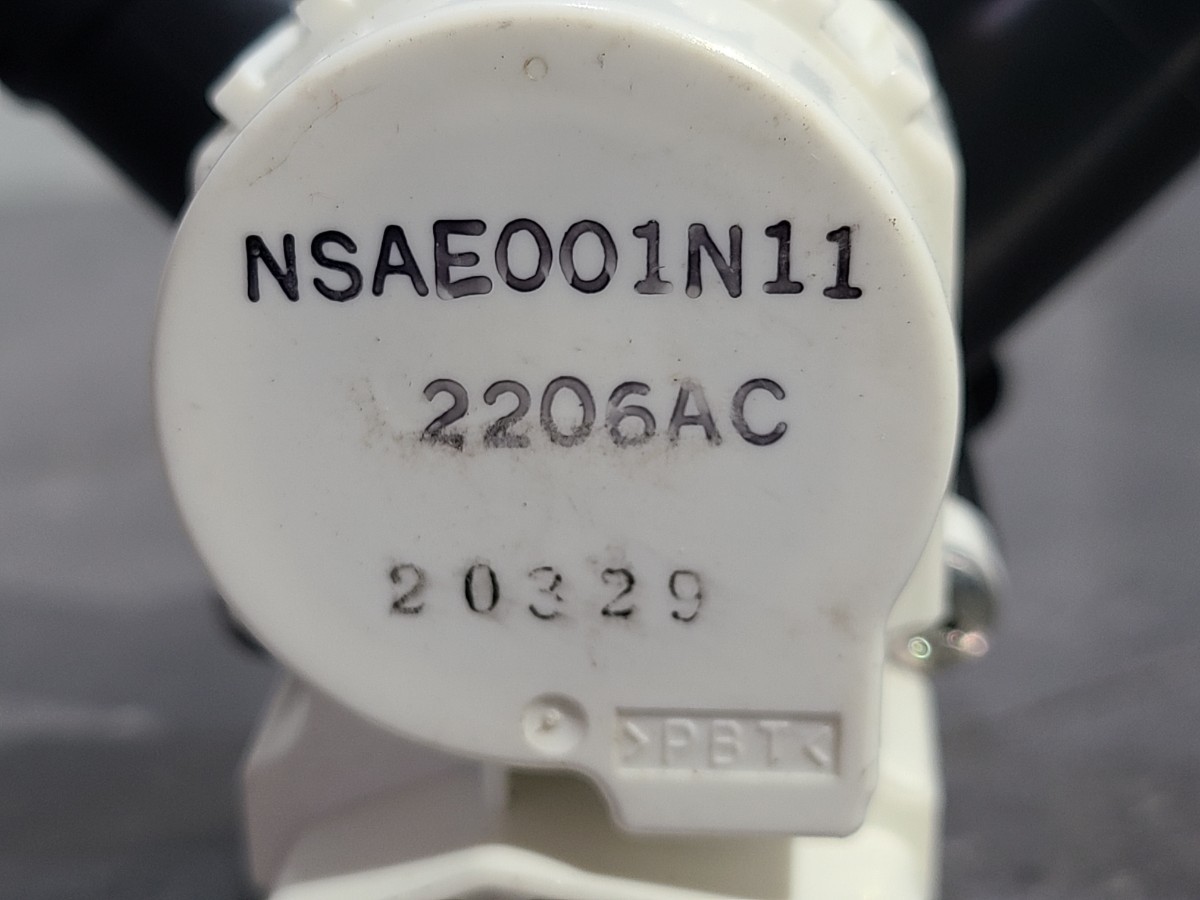 NSAE001N11
2206AC
20329
>PBT<